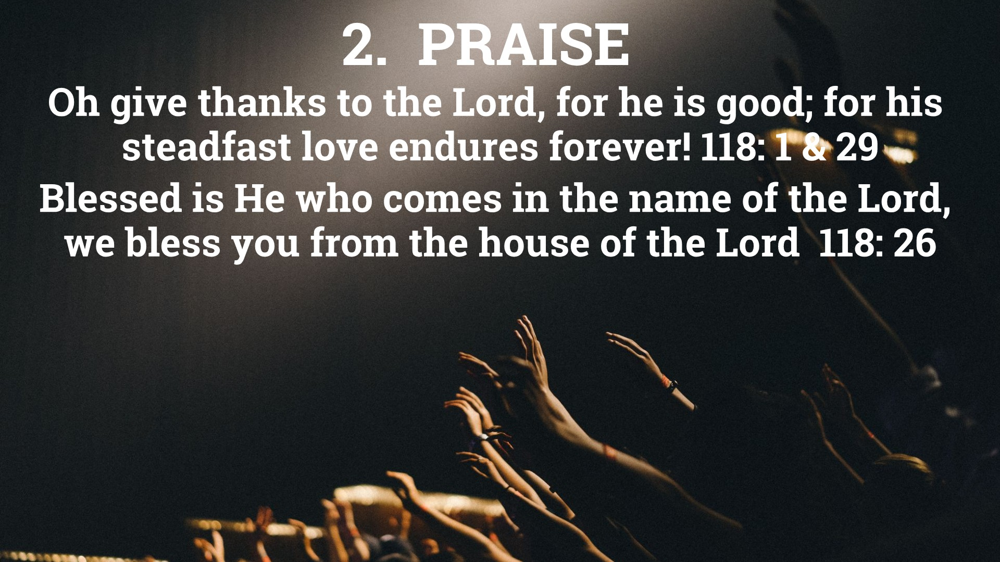 2. PRAISE
Oh give thanks to the Lord, for he is good; for his
steadfast love endures forever! 118: 1 & 29
Blessed is He who comes in the name of the Lord,
we bless you from the house of the Lord 118: 26